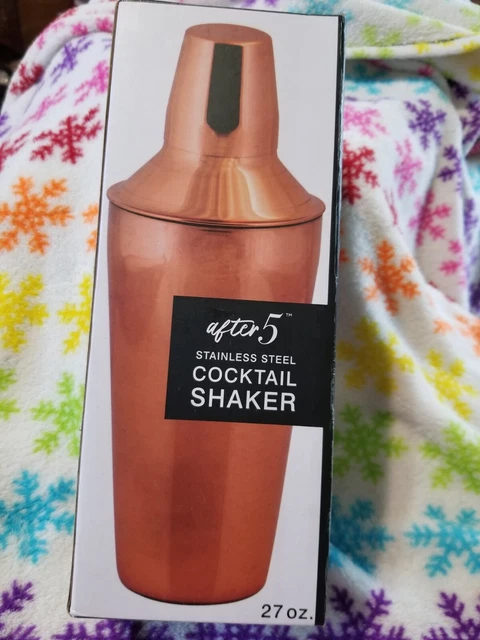 after 5™
STAINLESS STEEL
COCKTAIL
SHAKER
27 oz.